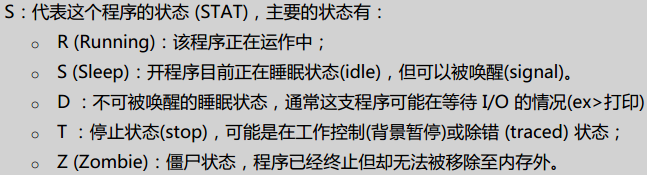 S：代表这个程序的状态 (STAT)，主要的状态有：
○ R (Running)：该程序正在运作中；
○ S (Sleep)：开程序目前正在睡眠状态(idle)，但可以被唤醒(signal)。
○ D ：不可被唤醒的睡眠状态，通常这支程序可能在等待 I/O 的情况(ex>打印)
○ T ：停止状态(stop)，可能是在工作控制(背景暂停)或除错 (traced) 状态；
○ Z (Zombie)：僵尸状态，程序已经终止但却无法被移除至内存外。